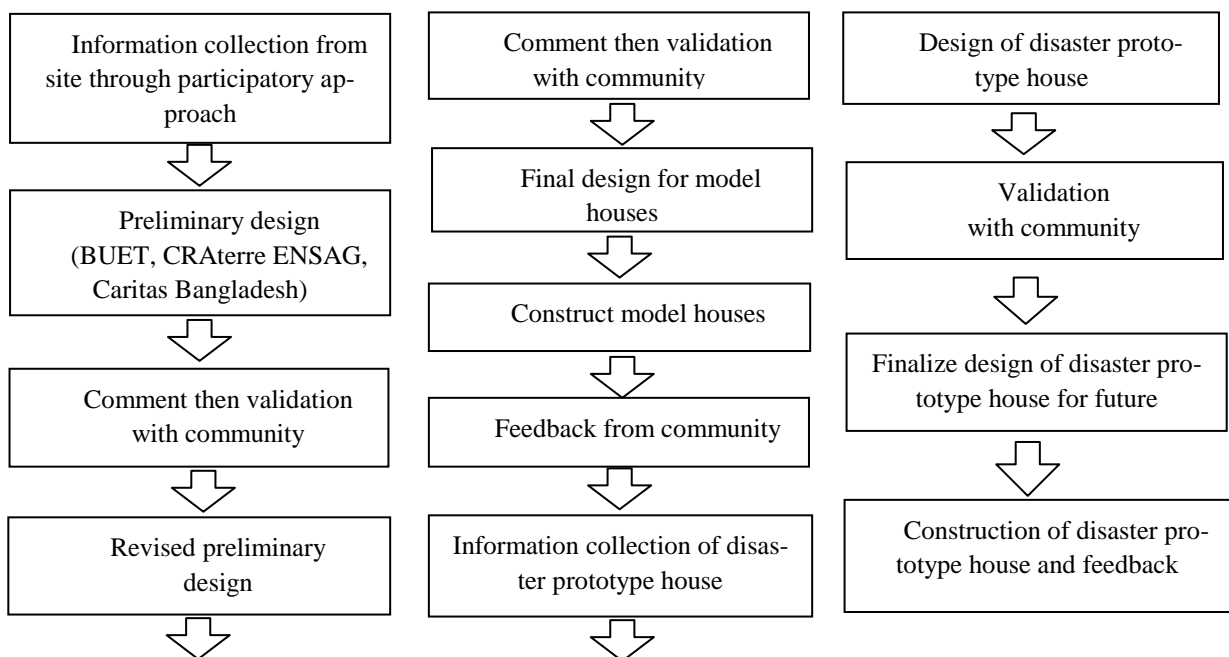 Information collection from
site through participatory ap-
proach
Preliminary design
(BUET, CRAterre ENSAG,
Caritas Bangladesh)
Comment then validation
with community
Revised preliminary
design
Comment then validation
with community
Final design for model
houses
Construct model houses
Feedback from community
Information collection of disas-
ter prototype house
Design of disaster proto-
type house
Validation
with community
Finalize design of disaster pro-
totype house for future
Construction of disaster pro-
totype house and feedback